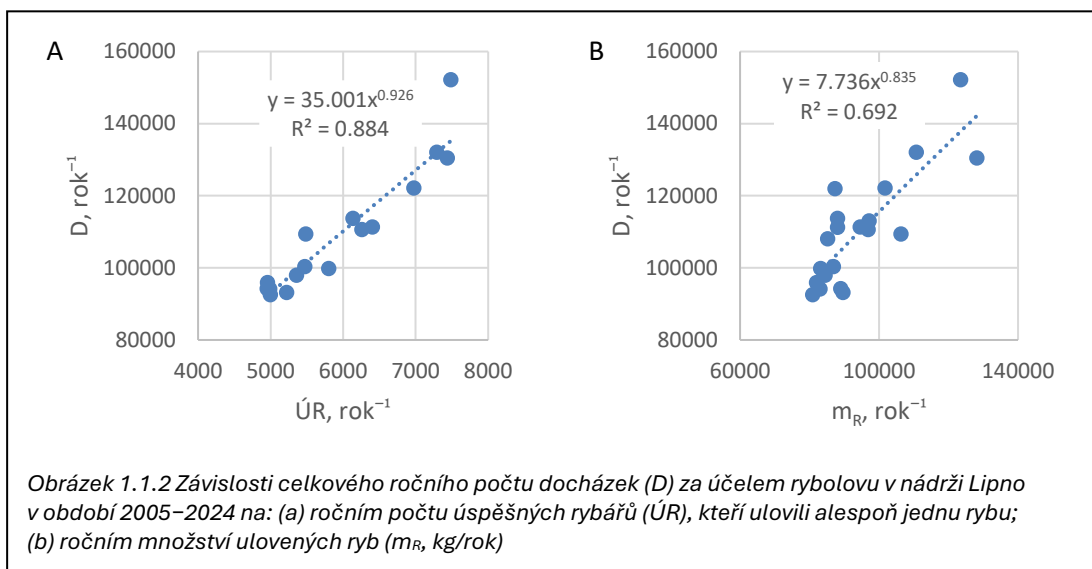 A
160000
140000
120000
100000
80000
4000 5000 6000 7000 8000
D, rok⁻¹
ÚR, rok⁻¹
y = 35.001x^0.926
R² = 0.884
B
160000
140000
120000
100000
80000
60000 100000 140000
D, rok⁻¹
m_R, rok⁻¹
y = 7.736x^0.835
R² = 0.692
Obrázek 1.1.2 Závislosti celkového ročního počtu docházek (D) za účelem rybolovu v nádrži Lipno
v období 2005–2024 na: (a) ročním počtu úspěšných rybářů (ÚR), kteří ulovili alespoň jednu rybu;
(b) ročním množství ulovených ryb (m_R, kg/rok)